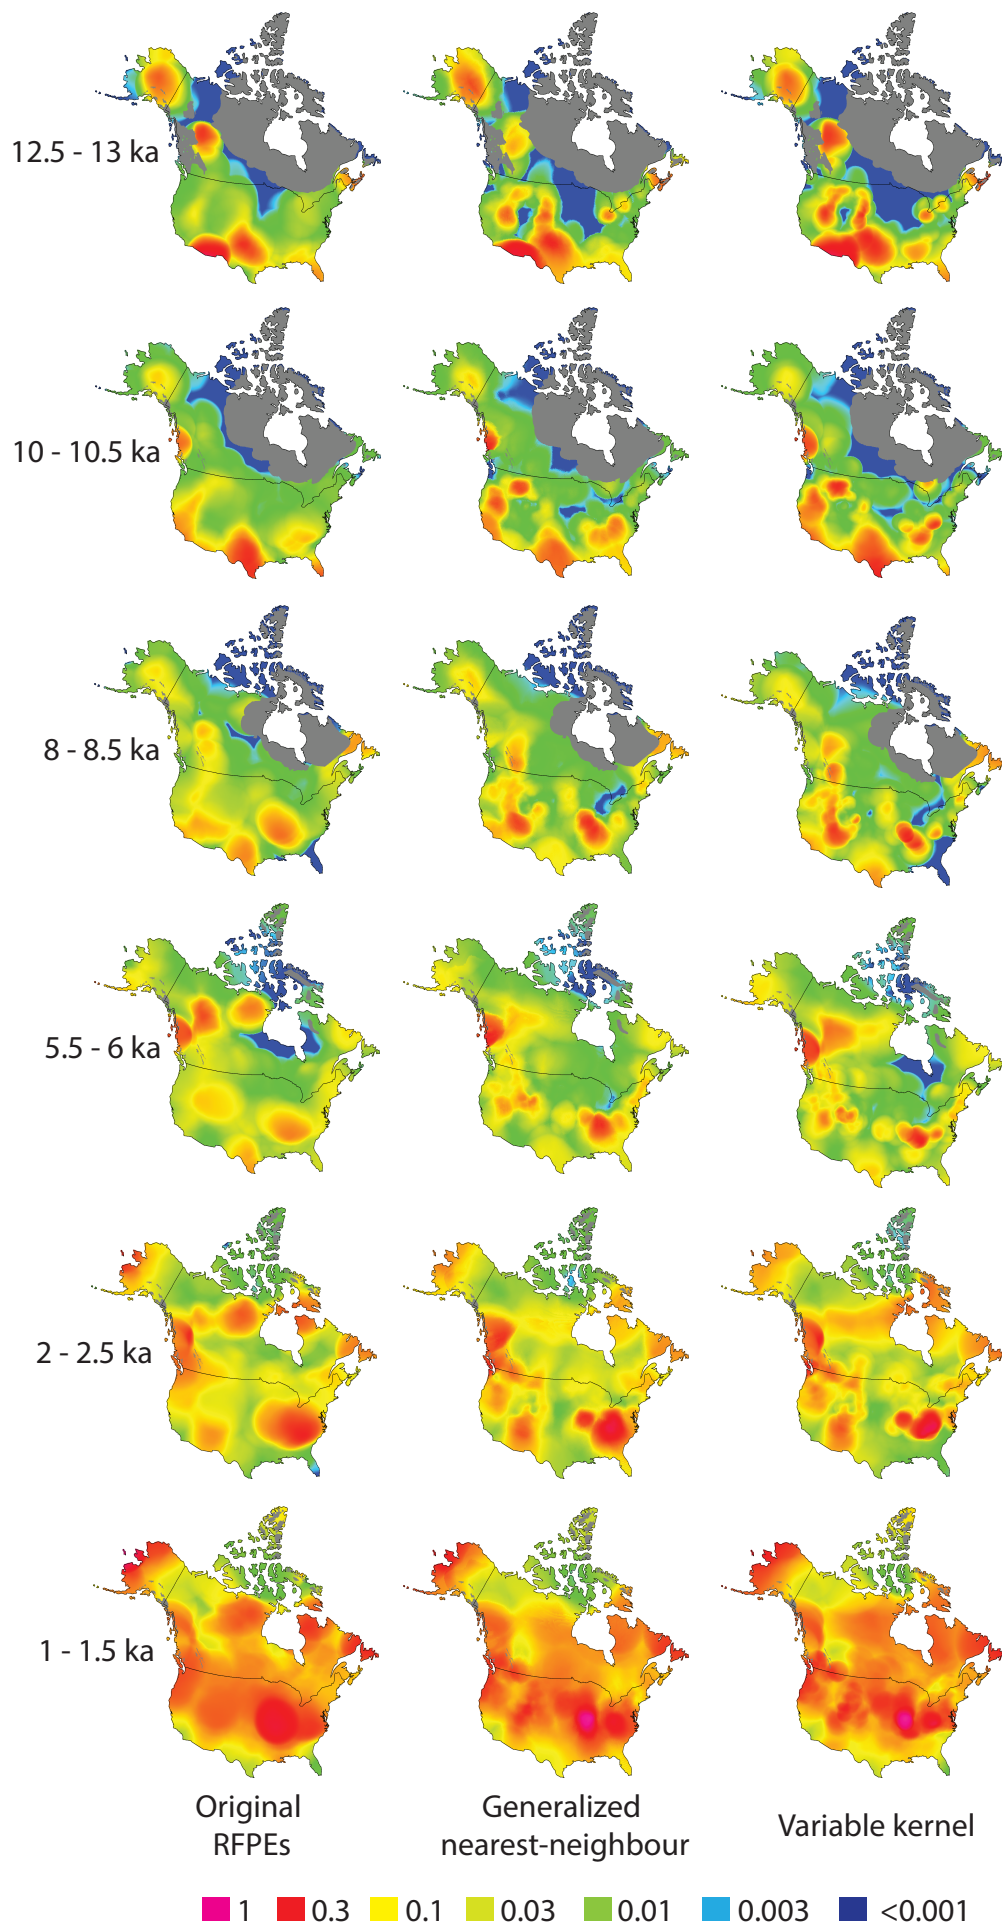 12.5 - 13 ka
10 - 10.5 ka
8 - 8.5 ka
5.5 - 6 ka
2 - 2.5 ka
1 - 1.5 ka
Original
RFPEs
Generalized
nearest-neighbour
Variable kernel
1 0.3 0.1 0.03 0.01 0.003 <0.001